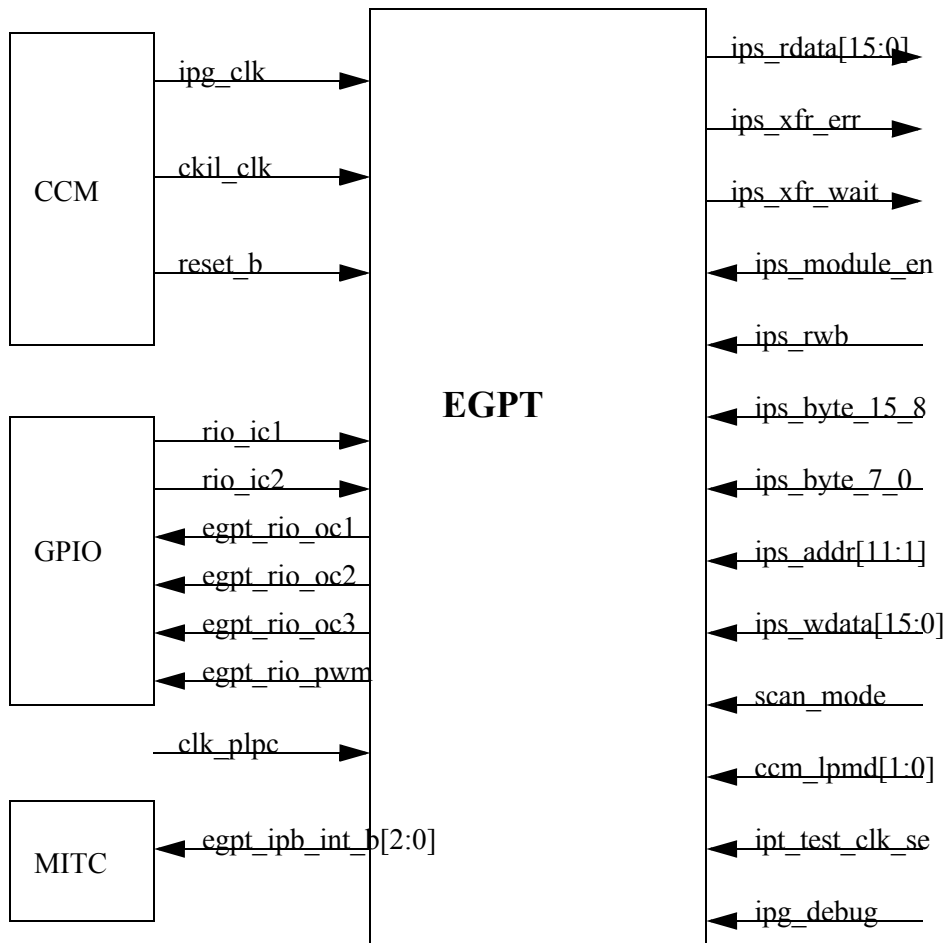 ipg_clk
ckil_clk
CCM
reset_b
EGPT
rio_ic1
rio_ic2
egpt_rio_oc1
GPIO
egpt_rio_oc2
egpt_rio_oc3
egpt_rio_pwm
clk_plpc
egpt_ipb_int_b[2:0]
MITC
ips_rdata[15:0]
ips_xfr_err
ips_xfr_wait
ips_module_en
ips_rwb
ips_byte_15_8
ips_byte_7_0
ips_addr[11:1]
ips_wdata[15:0]
scan_mode
ccm_lpmd[1:0]
ipt_test_clk_se
ipg_debug